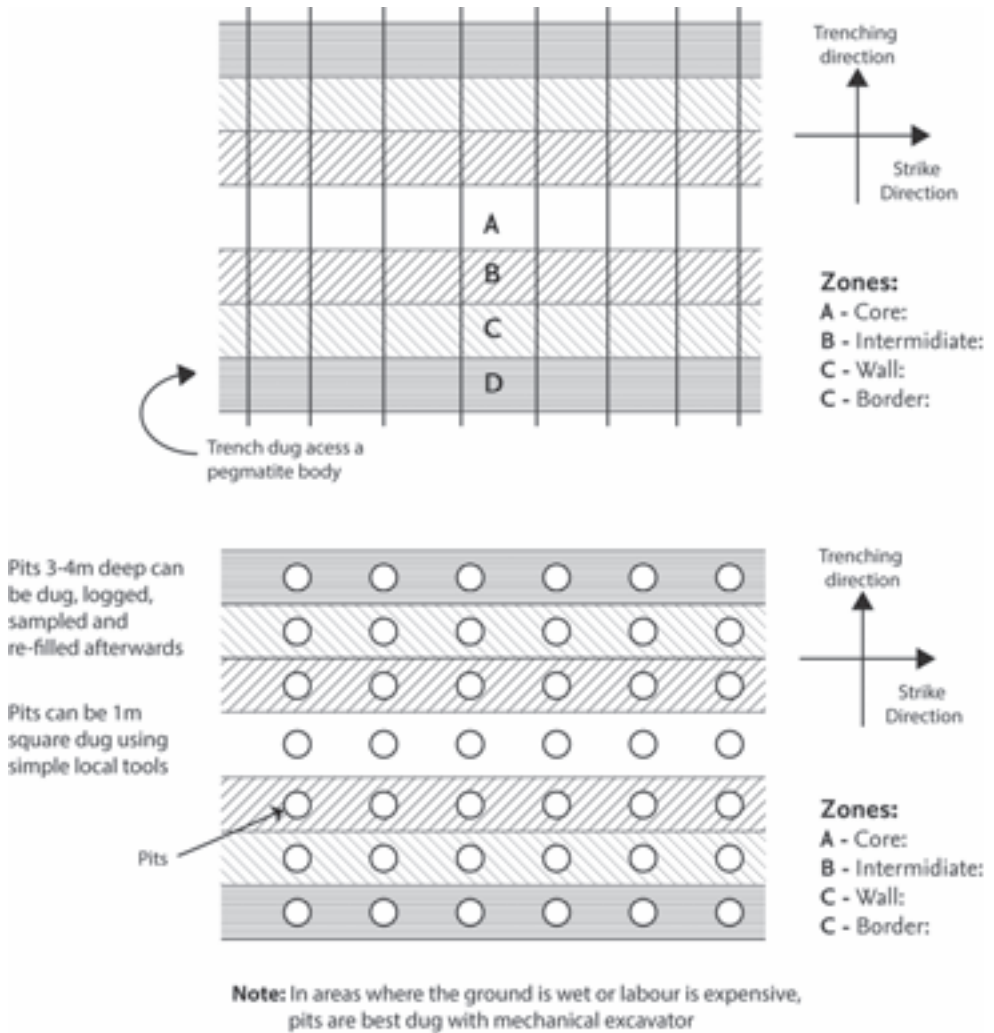 Trenching
direction
Strike
Direction
A
B
C
D
Zones:
A - Core:
B - Intermidiate:
C - Wall:
C - Border:
Trench dug acess a
pegmatite body
Pits 3-4m deep can
be dug, logged,
sampled and
re-filled afterwards
Trenching
direction
Strike
Direction
Pits can be 1m
square dug using
simple local tools
Pits
Zones:
A - Core:
B - Intermidiate:
C - Wall:
C - Border:
Note: In areas where the ground is wet or labour is expensive,
pits are best dug with mechanical excavator